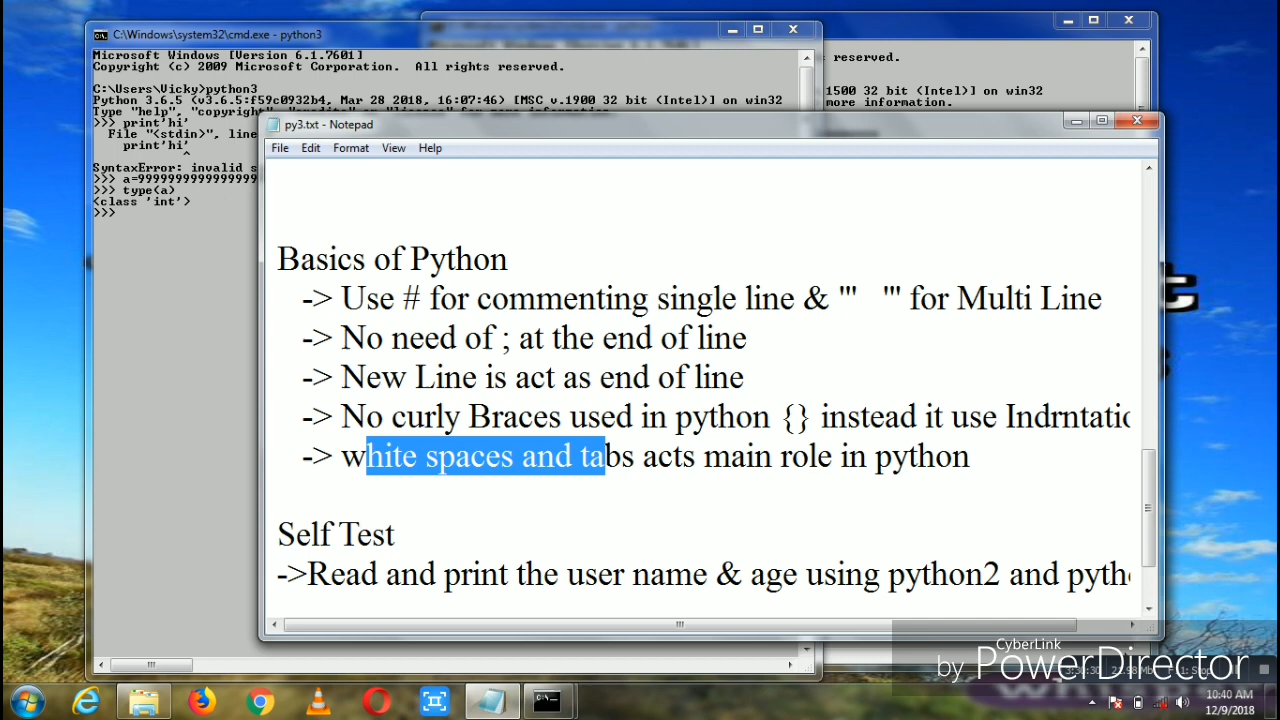 C:\Windows\system32\cmd.exe - python3
Microsoft Windows [Version 6.1.7601]
Copyright (c) 2009 Microsoft Corporation.  All rights reserved.
C:\Users\Vicky>python3
Python 3.6.5 (v3.6.5:f59c0932b4, Mar 28 2018, 16:07:46) [MSC v.1900 32 bit (Intel)] on win32
Type "help", "copyright"
>>> print'hi'
File "<stdin>", line
print'hi'
^
SyntaxError: invalid s
>>> a=9999999999999999
>>> type(a)
<class 'int'>
>>>
reserved.
1500 32 bit (Intel)] on win32
more information.
py3.txt - Notepad
File Edit Format View Help
Basics of Python
-> Use # for commenting single line & ''' ''' for Multi Line
-> No need of ; at the end of line
-> New Line is act as end of line
-> No curly Braces used in python {} instead it use Indrntatio
-> white spaces and tabs acts main role in python
Self Test
->Read and print the user name & age using python2 and pytho
CyberLink
by PowerDirector
10:40 AM
12/9/2018